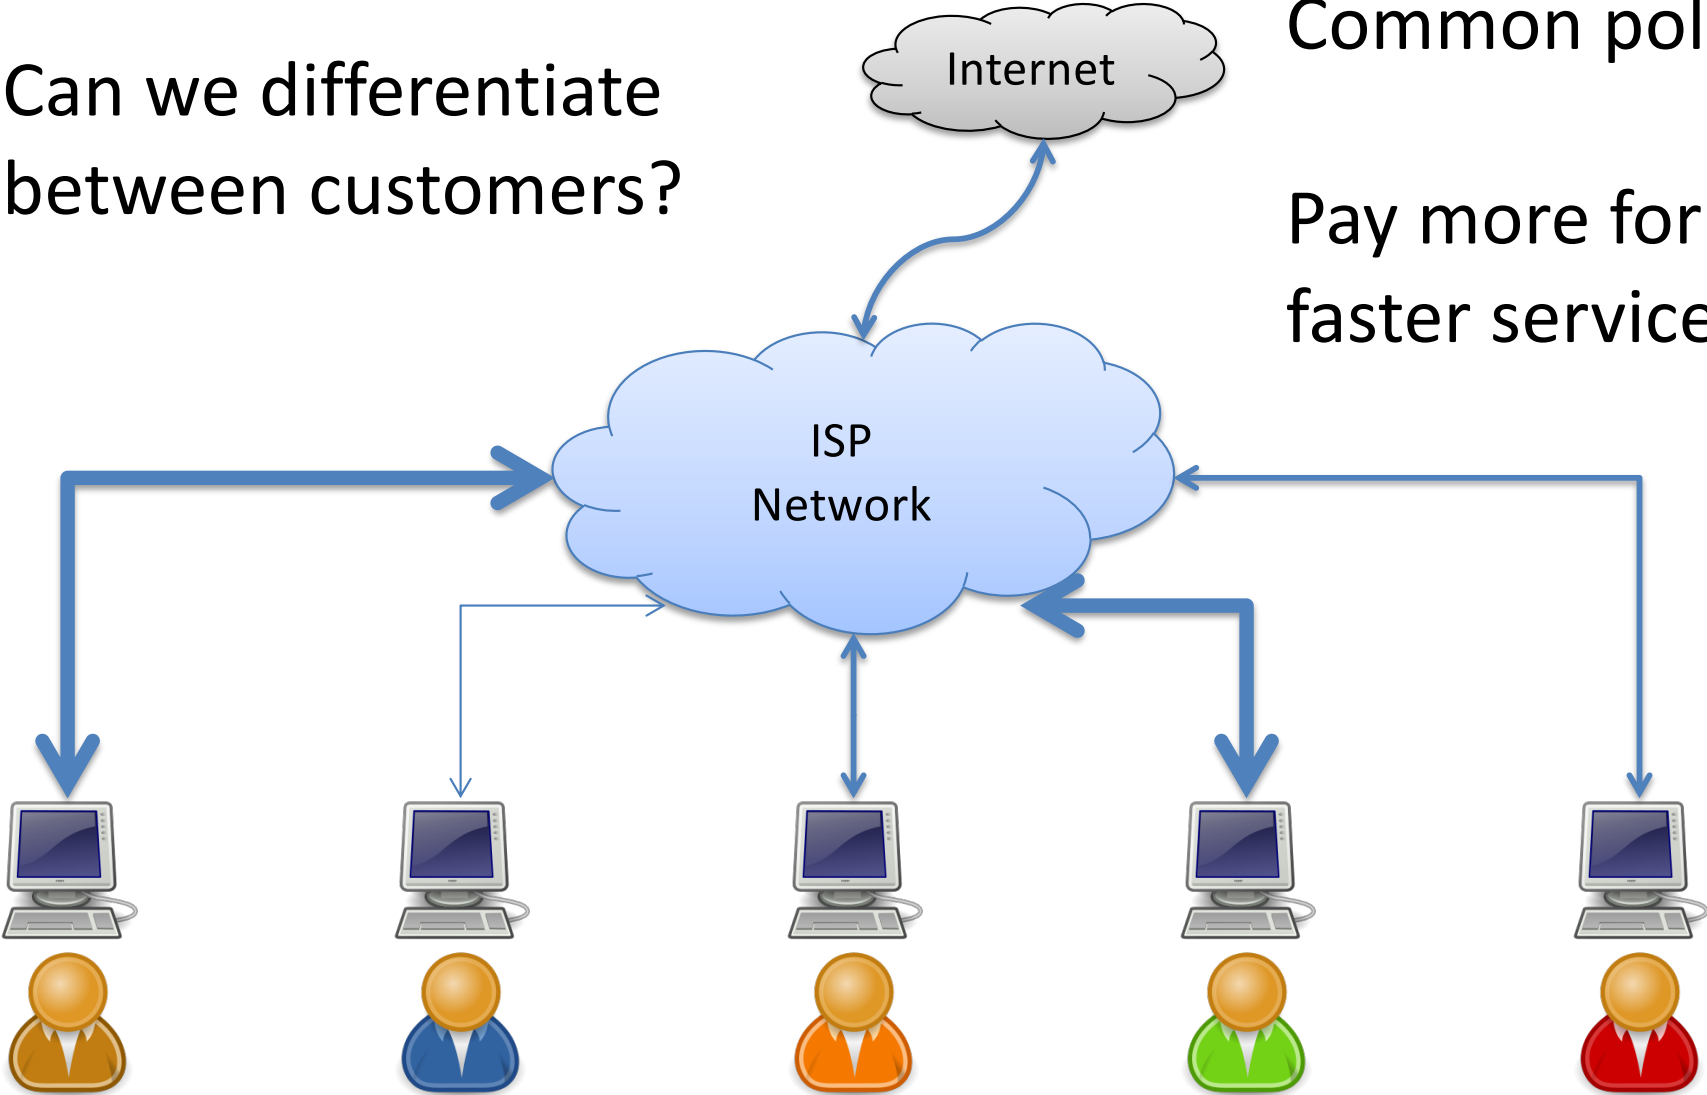 Can we differentiate
between customers?
Internet
Common pol
Pay more for
faster service
ISP
Network